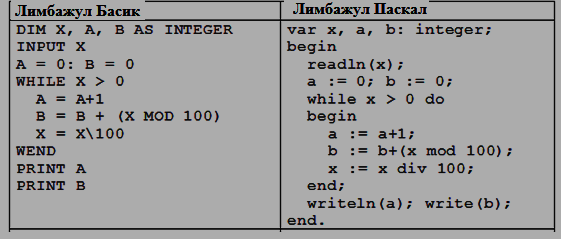 Лимбажул Басик
DIM X, A, B AS INTEGER
INPUT X
A = 0: B = 0
WHILE X > 0
A = A+1
B = B + (X MOD 100)
X = X\100
WEND
PRINT A
PRINT B
Лимбажул Паскал
var x, a, b: integer;
begin
readln(x);
a := 0; b := 0;
while x > 0 do
begin
a := a+1;
b := b+(x mod 100);
x := x div 100;
end;
writeln(a); write(b);
end.